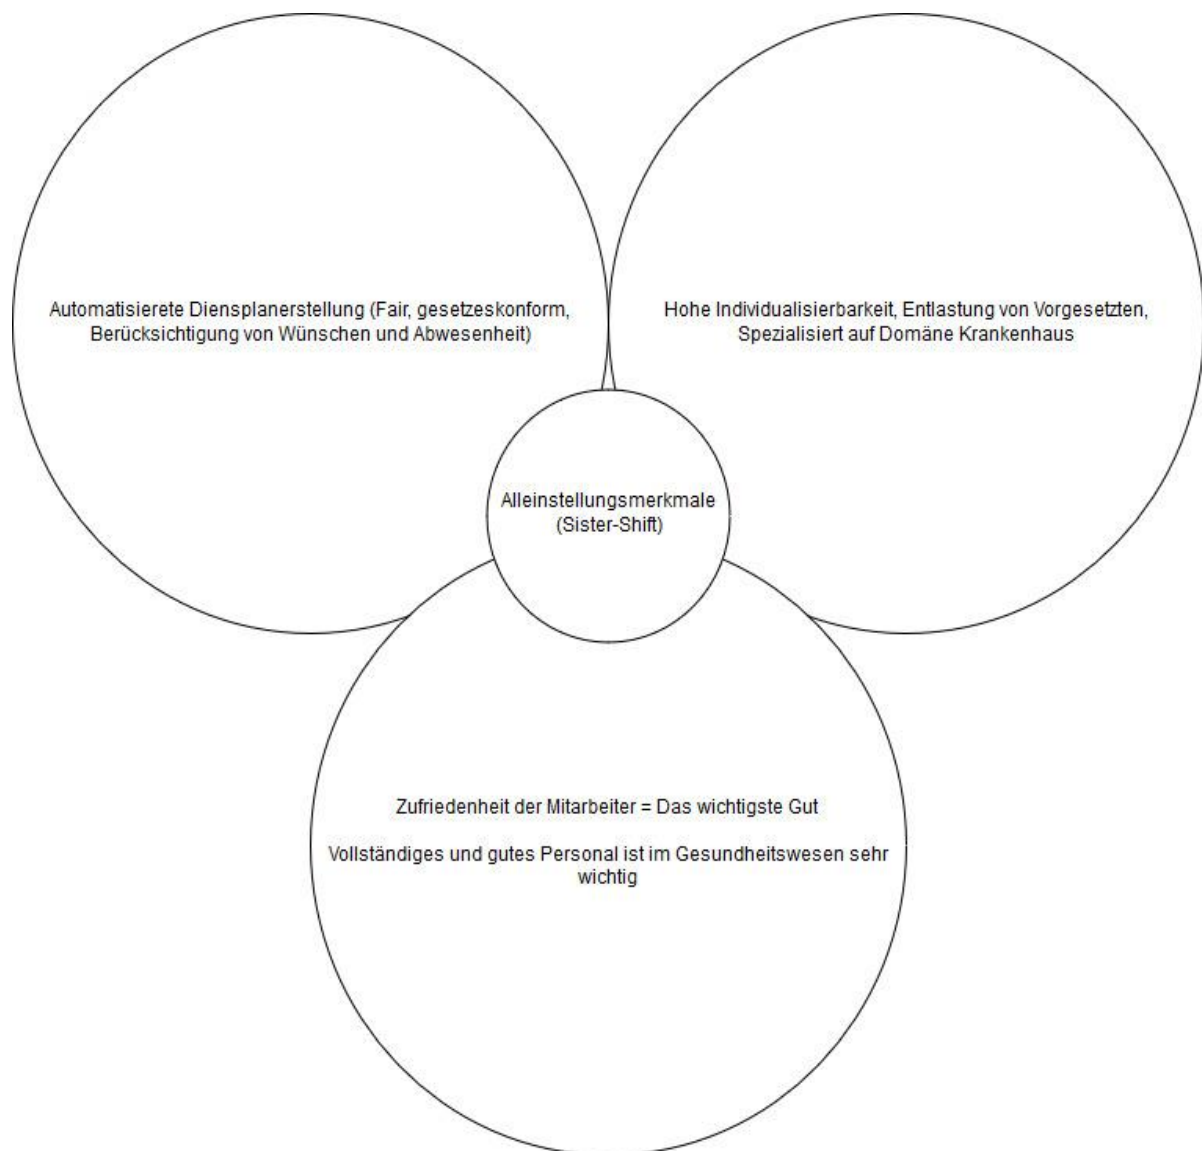 Automatisierete Diensplanerstellung (Fair, gesetzeskonform,
Berücksichtigung von Wünschen und Abwesenheit)
Hohe Individualisierbarkeit, Entlastung von Vorgesetzten,
Spezialisiert auf Domäne Krankenhaus
Alleinstellungsmerkmale
(Sister-Shift)
Zufriedenheit der Mitarbeiter = Das wichtigste Gut
Vollständiges und gutes Personal ist im Gesundheitswesen sehr
wichtig